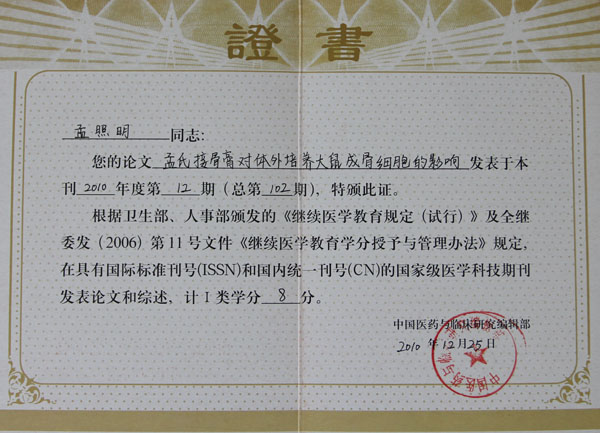 證書
孟照明同志：
您的论文 孟氏接骨膏对体外培养大鼠成骨细胞的影响 发表于本
刊 2010 年度第 12 期（总第 102 期），特颁此证。
根据卫生部、人事部颁发的《继续医学教育规定（试行）》及全继
委发（2006）第11号文件《继续医学教育学分授予与管理办法》规定，
在具有国际标准刊号(ISSN)和国内统一刊号(CN)的国家级医学科技期刊
发表论文和综述，计Ⅰ类学分 8 分。
中国医药与临床研究编辑部
2010 年 12 月 25 日